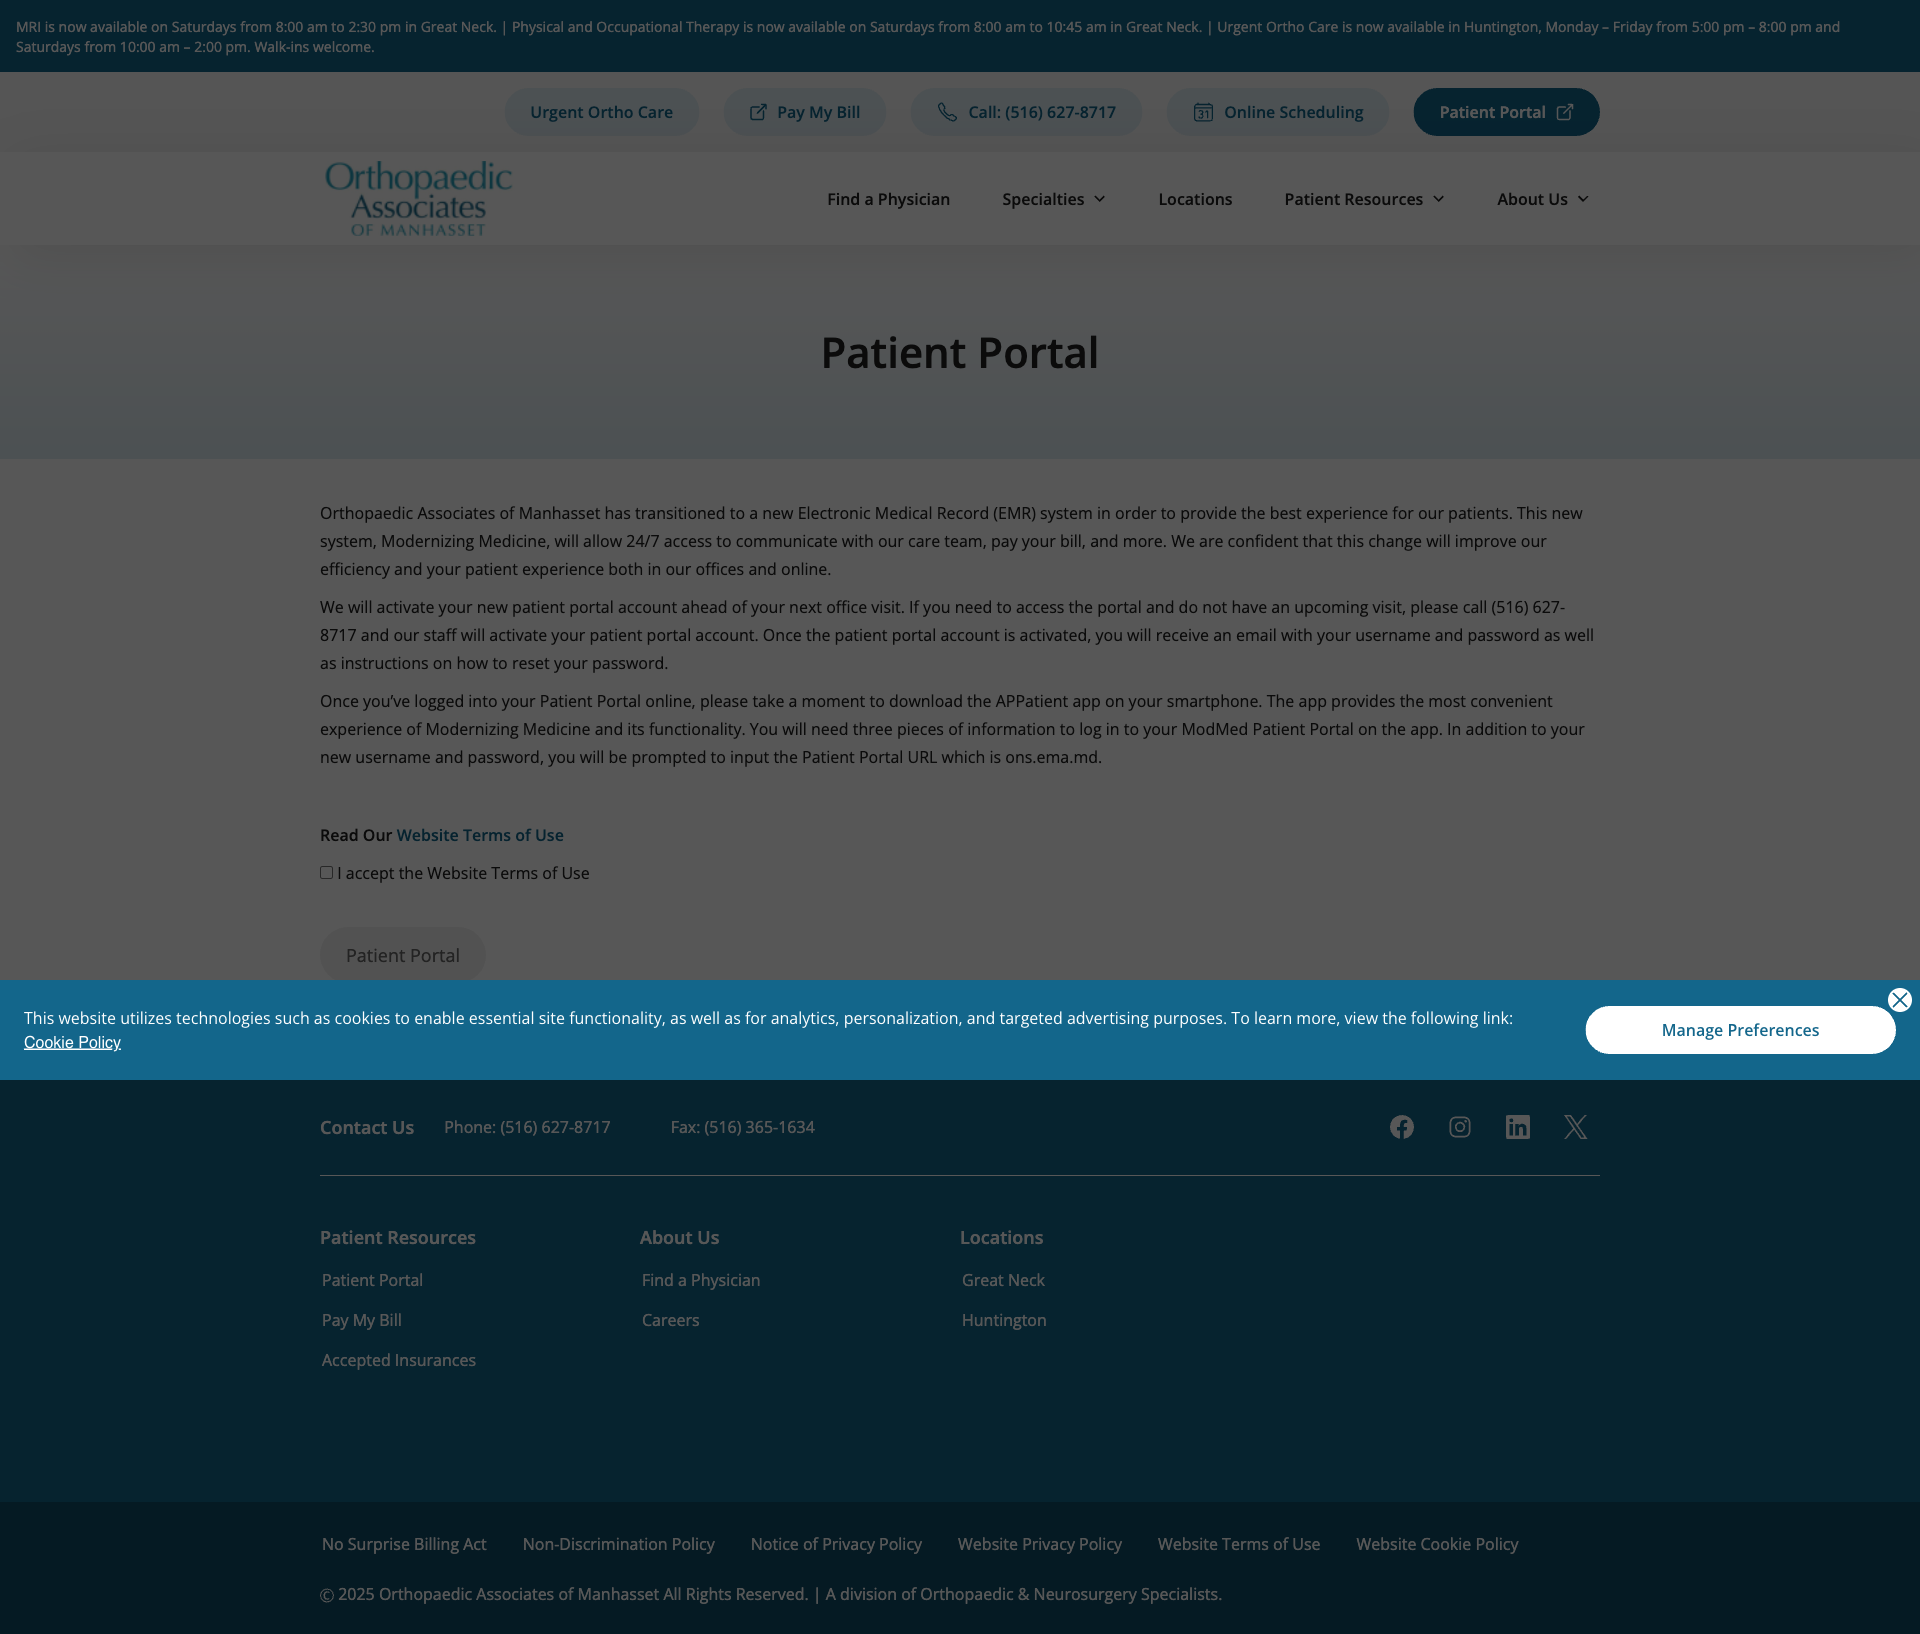 MRI is now available on Saturdays from 8:00 am to 2:30 pm in Great Neck. | Physical and Occupational Therapy is now available on Saturdays from 8:00 am to 10:45 am in Great Neck. | Urgent Ortho Care is now available in Huntington, Monday – Friday from 5:00 pm – 8:00 pm and
Saturdays from 10:00 am – 2:00 pm. Walk-ins welcome.
Urgent Ortho Care
Pay My Bill
Call: (516) 627-8717
31
Online Scheduling
Patient Portal
Orthopaedic
Associates
OF MANHASSET
Find a Physician
Specialties
Locations
Patient Resources
About Us
Patient Portal
Orthopaedic Associates of Manhasset has transitioned to a new Electronic Medical Record (EMR) system in order to provide the best experience for our patients. This new
system, Modernizing Medicine, will allow 24/7 access to communicate with our care team, pay your bill, and more. We are confident that this change will improve our
efficiency and your patient experience both in our offices and online.
We will activate your new patient portal account ahead of your next office visit. If you need to access the portal and do not have an upcoming visit, please call (516) 627-
8717 and our staff will activate your patient portal account. Once the patient portal account is activated, you will receive an email with your username and password as well
as instructions on how to reset your password.
Once you’ve logged into your Patient Portal online, please take a moment to download the APPatient app on your smartphone. The app provides the most convenient
experience of Modernizing Medicine and its functionality. You will need three pieces of information to log in to your ModMed Patient Portal on the app. In addition to your
new username and password, you will be prompted to input the Patient Portal URL which is ons.ema.md.
Read Our Website Terms of Use
I accept the Website Terms of Use
Patient Portal
This website utilizes technologies such as cookies to enable essential site functionality, as well as for analytics, personalization, and targeted advertising purposes. To learn more, view the following link:
Cookie Policy
Manage Preferences
Contact Us
Phone: (516) 627-8717
Fax: (516) 365-1634
Patient Resources
Patient Portal
Pay My Bill
Accepted Insurances
About Us
Find a Physician
Careers
Locations
Great Neck
Huntington
No Surprise Billing Act
Non-Discrimination Policy
Notice of Privacy Policy
Website Privacy Policy
Website Terms of Use
Website Cookie Policy
© 2025 Orthopaedic Associates of Manhasset All Rights Reserved. | A division of Orthopaedic & Neurosurgery Specialists.